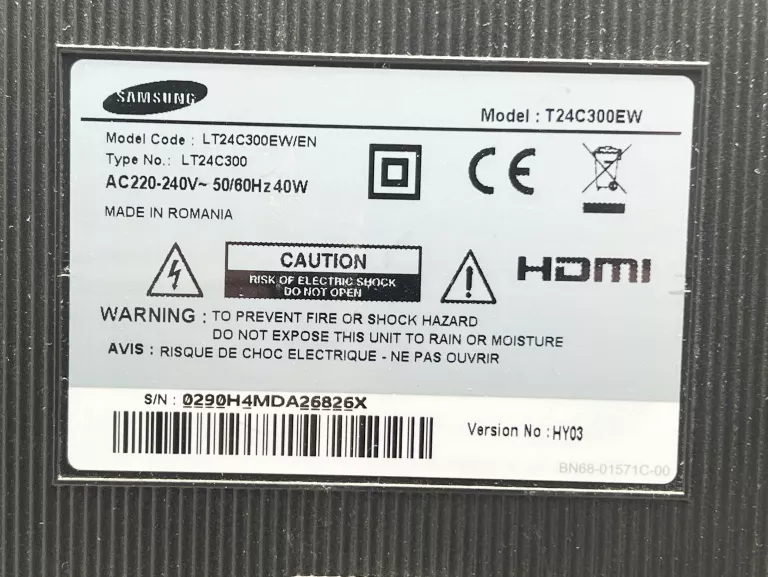 SAMSUNG
Model : T24C300EW
Model Code : LT24C300EW/EN
Type No.: LT24C300
AC220-240V~ 50/60Hz 40W
MADE IN ROMANIA
CE
CAUTION
RISK OF ELECTRIC SHOCK
DO NOT OPEN
HDMI
WARNING : TO PREVENT FIRE OR SHOCK HAZARD
DO NOT EXPOSE THIS UNIT TO RAIN OR MOISTURE
AVIS : RISQUE DE CHOC ELECTRIQUE - NE PAS OUVRIR
S/N : 0290H4MDA26826X
Version No : HY03
BN68-01571C-00